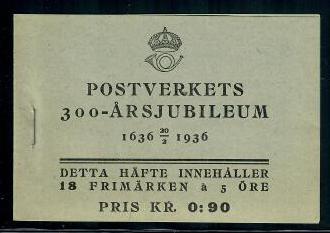 POSTVERKETS
300-ÅRSJUBILEUM
1636 20/2 1936
DETTA HÄFTE INNEHÅLLER
18 FRIMÄRKEN à 5 ÖRE
PRIS KR. 0:90